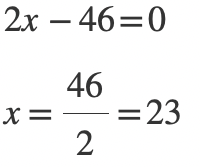 2x − 46=0
x = 46/2 =23